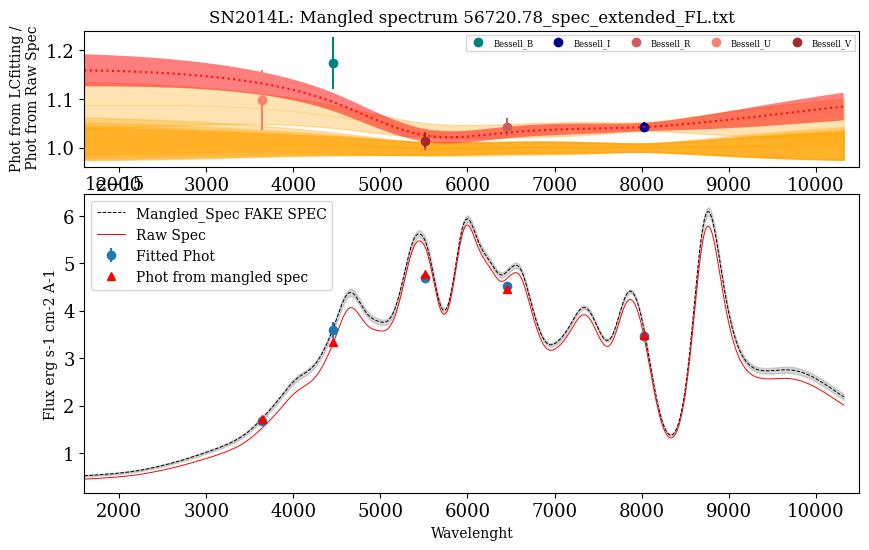 SN2014L: Mangled spectrum 56720.78_spec_extended_FL.txt
Phot from LCfitting /
Phot from Raw Spec
1.2
1.1
1.0
Bessell_B
Bessell_I
Bessell_R
Bessell_U
Bessell_V
2000 3000 4000 5000 6000 7000 8000 9000 10000
1e−15
Flux erg s-1 cm-2 A-1
6
5
4
3
2
1
Mangled_Spec FAKE SPEC
Raw Spec
Fitted Phot
Phot from mangled spec
2000 3000 4000 5000 6000 7000 8000 9000 10000
Wavelenght